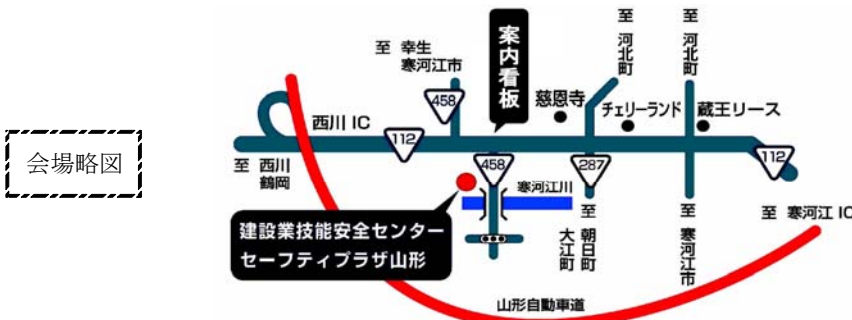 会場略図
至 幸生
寒河江市
案内看板
至 河北町
至 河北町
458
慈恩寺
チェリーランド
蔵王リース
西川 IC
112
458
287
112
至 西川
鶴岡
寒河江川
至 寒河江 IC
建設業技能安全センター
セーフティプラザ山形
至 朝日町
大江町
至 寒河江市
山形自動車道